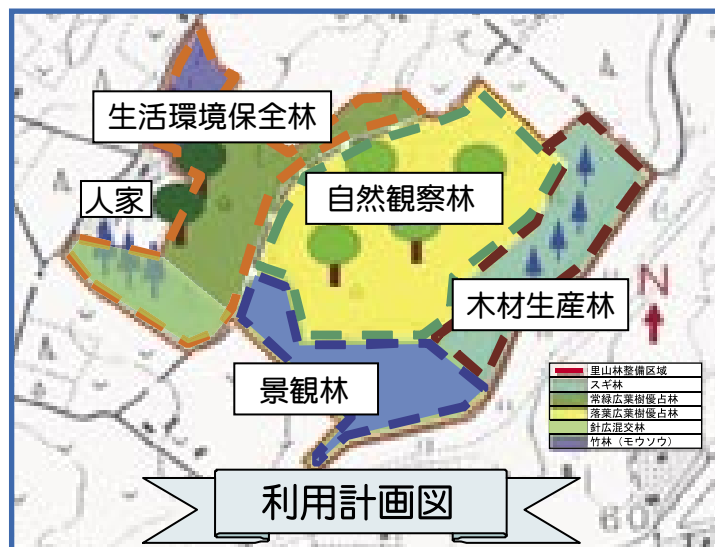 生活環境保全林
人家
自然観察林
木材生産林
N
景観林
里山林整備区域
スギ林
常緑広葉樹優占林
落葉広葉樹優占林
針広混交林
竹林（モウソウ）
利用計画図
60